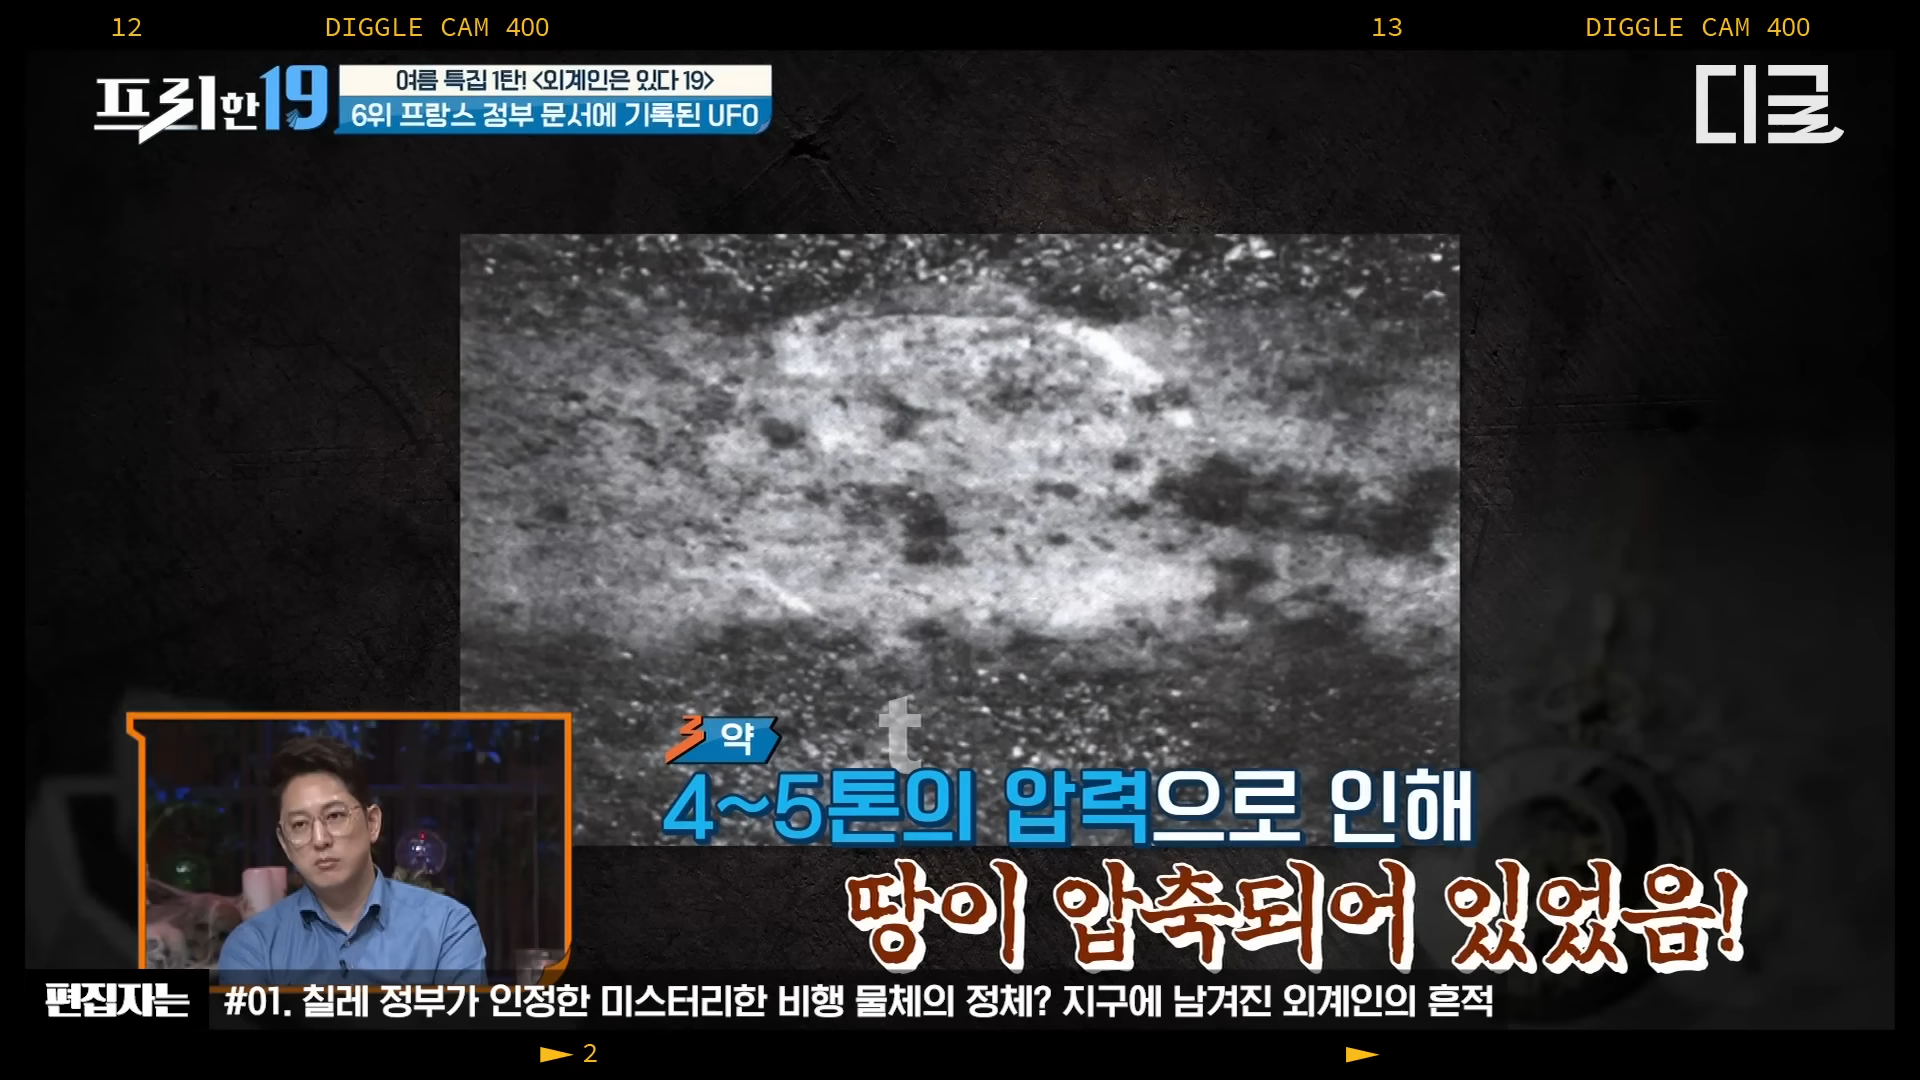 12
DIGGLE CAM 400
13
DIGGLE CAM 400
프리한19
여름 특집 1탄! <외계인은 있다 19>
6위 프랑스 정부 문서에 기록된 UFO
디글
약
t
4~5톤의 압력으로 인해
땅이 압축되어 있었음!
편집자는
#01. 칠레 정부가 인정한 미스터리한 비행 물체의 정체? 지구에 남겨진 외계인의 흔적
2